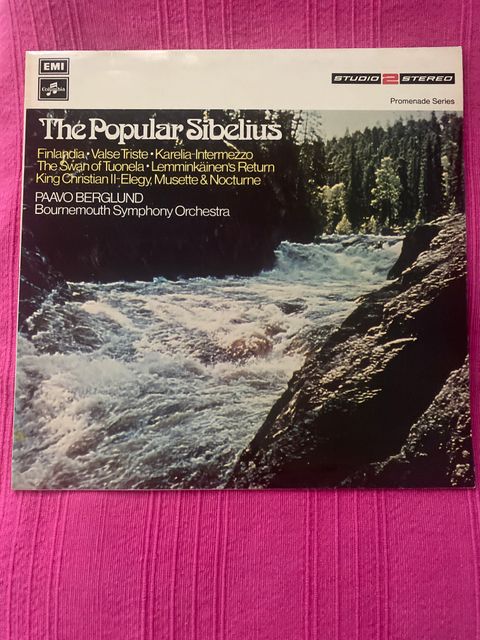 EMI
Columbia
STUDIO 2 STEREO
Promenade Series
The Popular Sibelius
Finlandia • Valse Triste • Karelia-Intermezzo
The Swan of Tuonela • Lemminkäinen's Return
King Christian II-Elegy, Musette & Nocturne
PAAVO BERGLUND
Bournemouth Symphony Orchestra